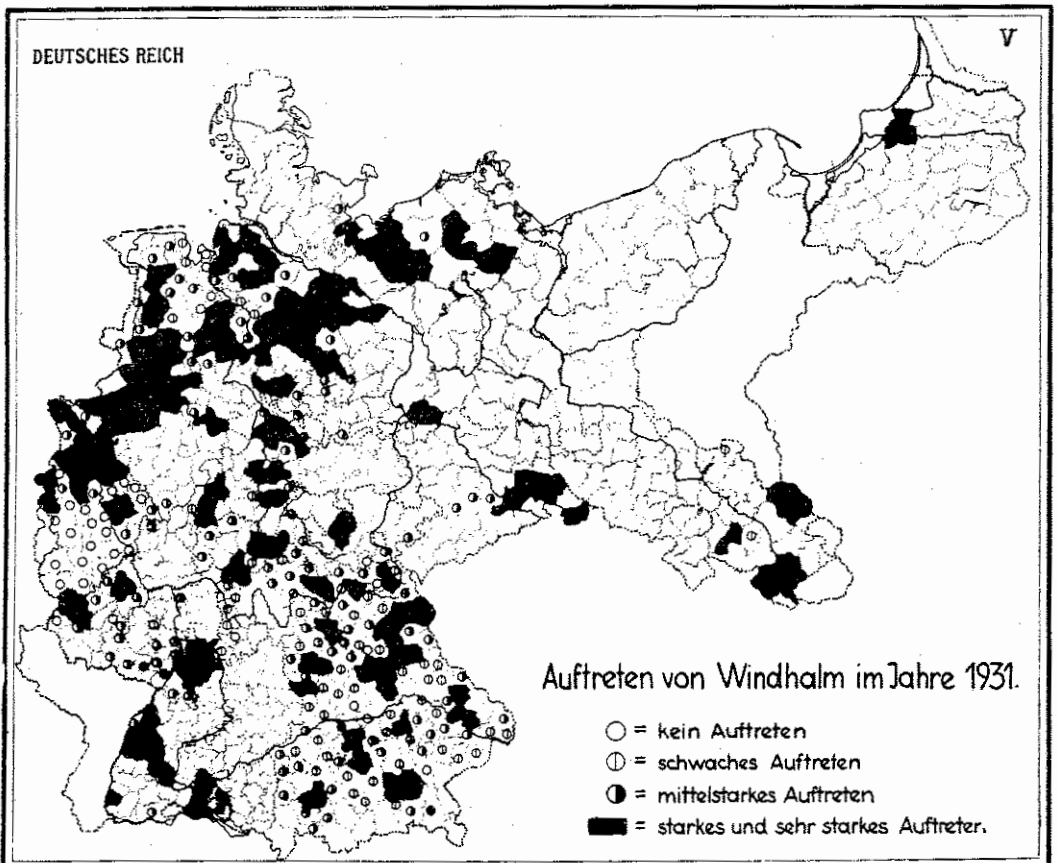 DEUTSCHES REICH
V
Auftreten von Windhalm im Jahre 1931.
○ = kein Auftreten
⦶ = schwaches Auftreten
◑ = mittelstarkes Auftreten
■ = starkes und sehr starkes Auftreter.